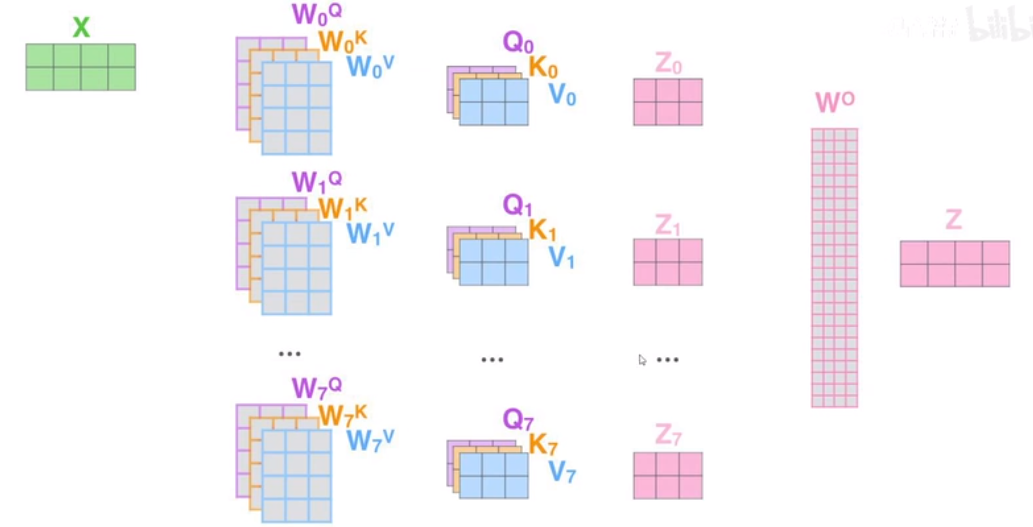 X
W₀Q
W₀K
W₀V
Q₀
K₀
V₀
Z₀
W₁Q
W₁K
W₁V
Q₁
K₁
V₁
Z₁
...
...
...
W₇Q
W₇K
W₇V
Q₇
K₇
V₇
Z₇
WO
Z